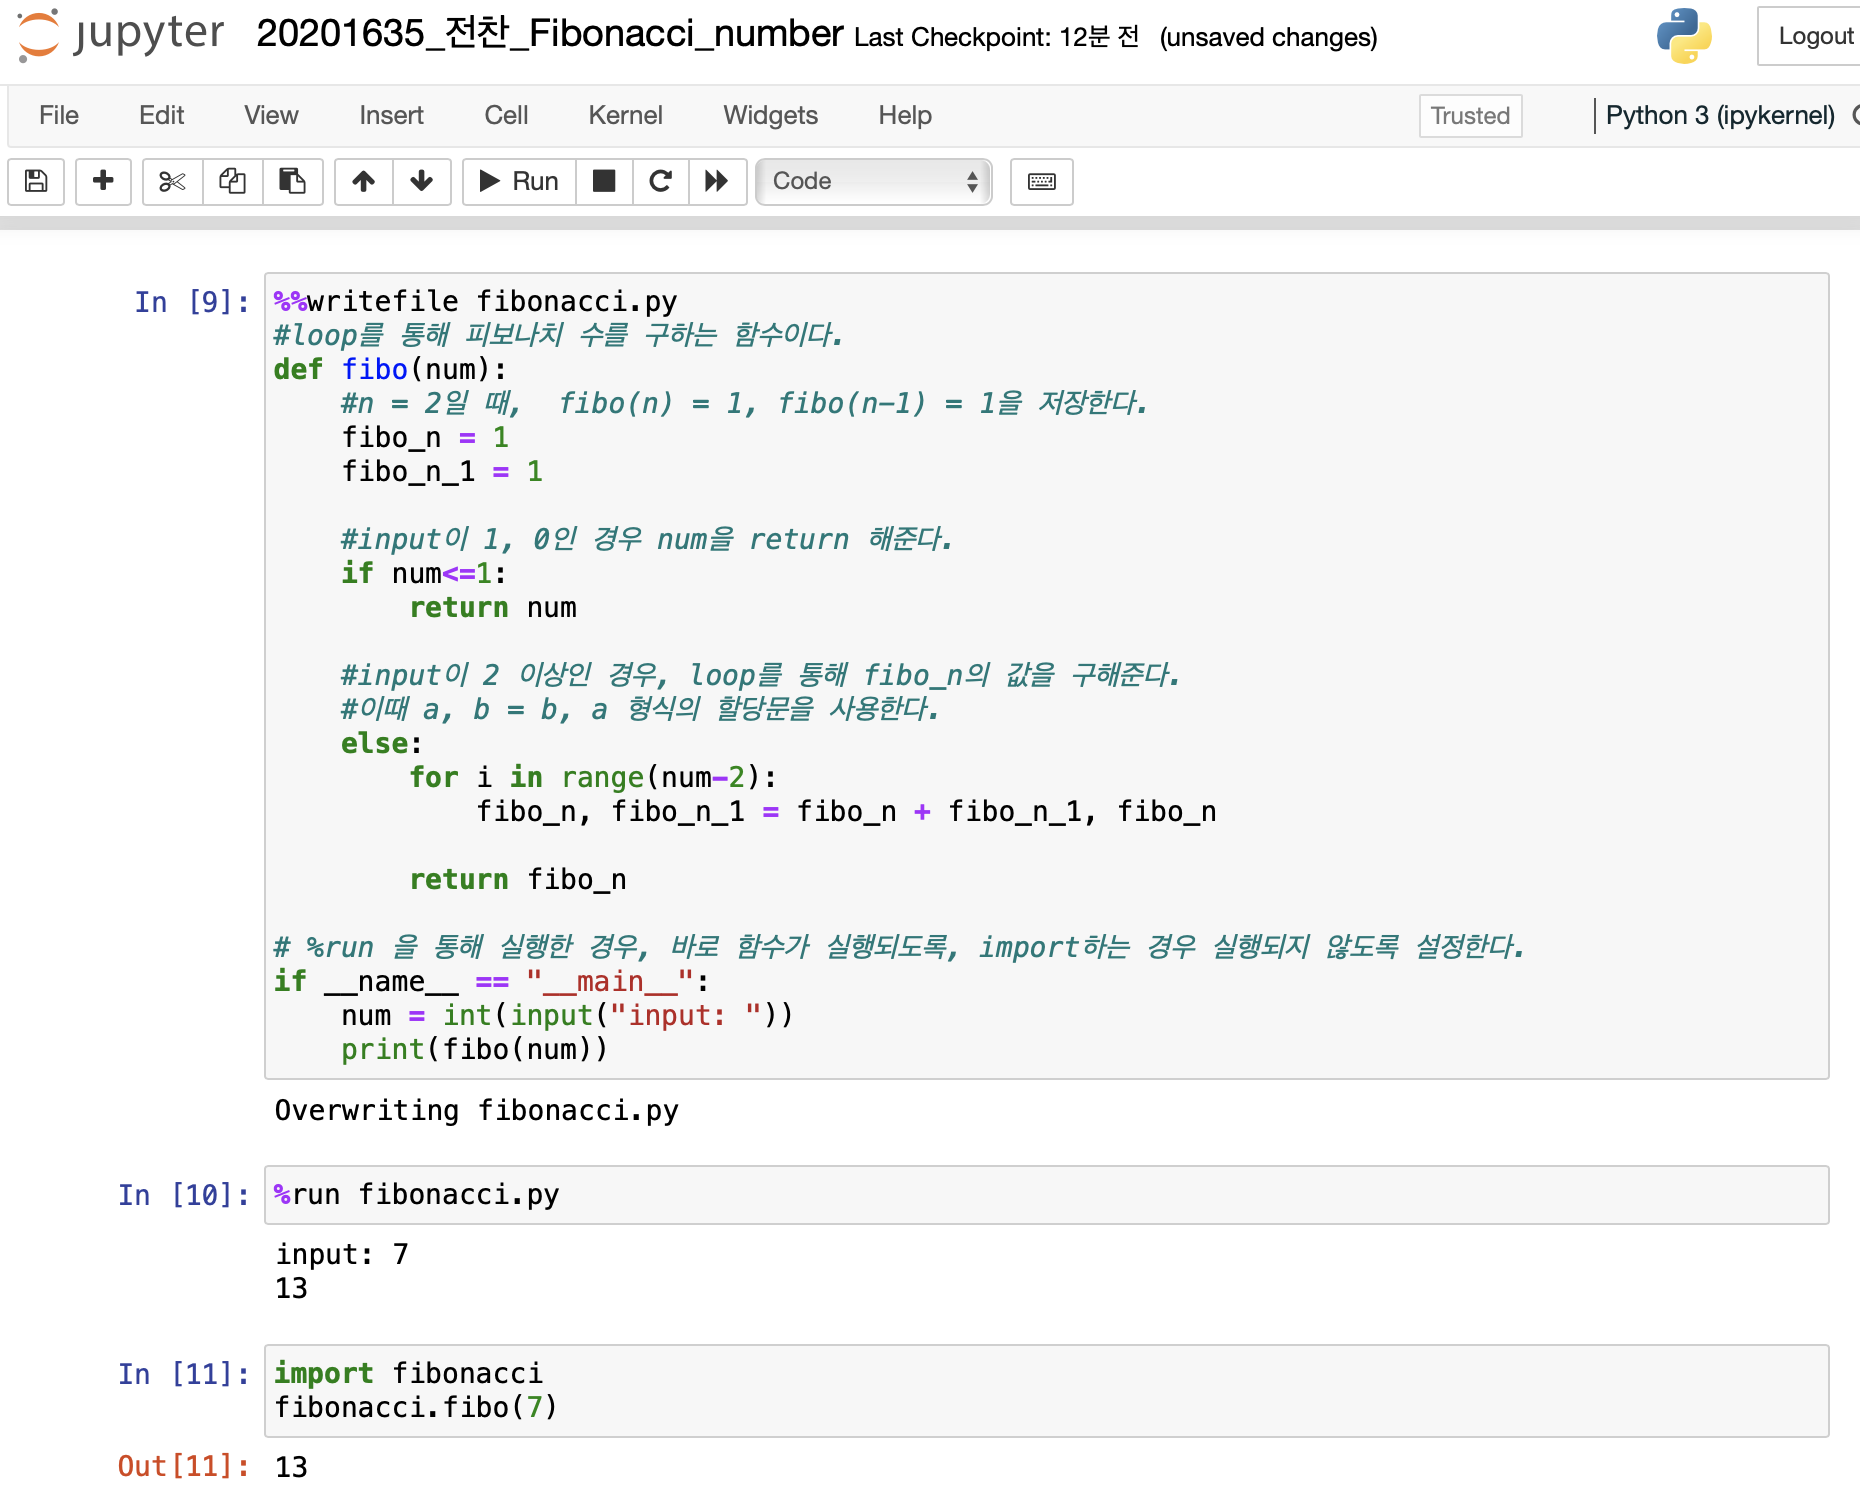 jupyter 20201635_전찬_Fibonacci_number Last Checkpoint: 12분 전 (unsaved changes) Logout
File Edit View Insert Cell Kernel Widgets Help Trusted Python 3 (ipykernel)
Run Code
In [9]: %%writefile fibonacci.py
#loop를 통해 피보나치 수를 구하는 함수이다.
def fibo(num):
    #n = 2일 때,  fibo(n) = 1, fibo(n-1) = 1을 저장한다.
    fibo_n = 1
    fibo_n_1 = 1
    #input이 1, 0인 경우 num을 return 해준다.
    if num<=1:
        return num
    #input이 2 이상인 경우, loop를 통해 fibo_n의 값을 구해준다.
    #이때 a, b = b, a 형식의 할당문을 사용한다.
    else:
        for i in range(num-2):
            fibo_n, fibo_n_1 = fibo_n + fibo_n_1, fibo_n
        return fibo_n
# %run 을 통해 실행한 경우, 바로 함수가 실행되도록, import하는 경우 실행되지 않도록 설정한다.
if __name__ == "__main__":
    num = int(input("input: "))
    print(fibo(num))
Overwriting fibonacci.py
In [10]: %run fibonacci.py
input: 7
13
In [11]: import fibonacci
fibonacci.fibo(7)
Out[11]: 13